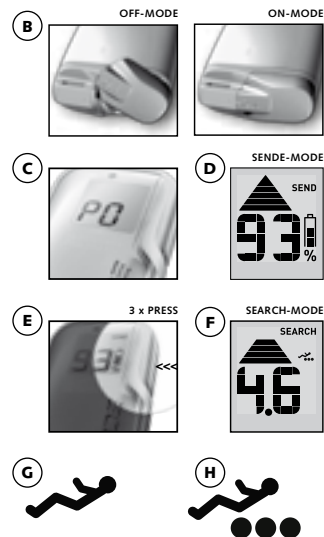 OFF-MODE
ON-MODE
B
C
P0
SENDE-MODE
D
SEND
93
%
3 x PRESS
E
93
<<<
SEARCH-MODE
F
SEARCH
4.6
G
H